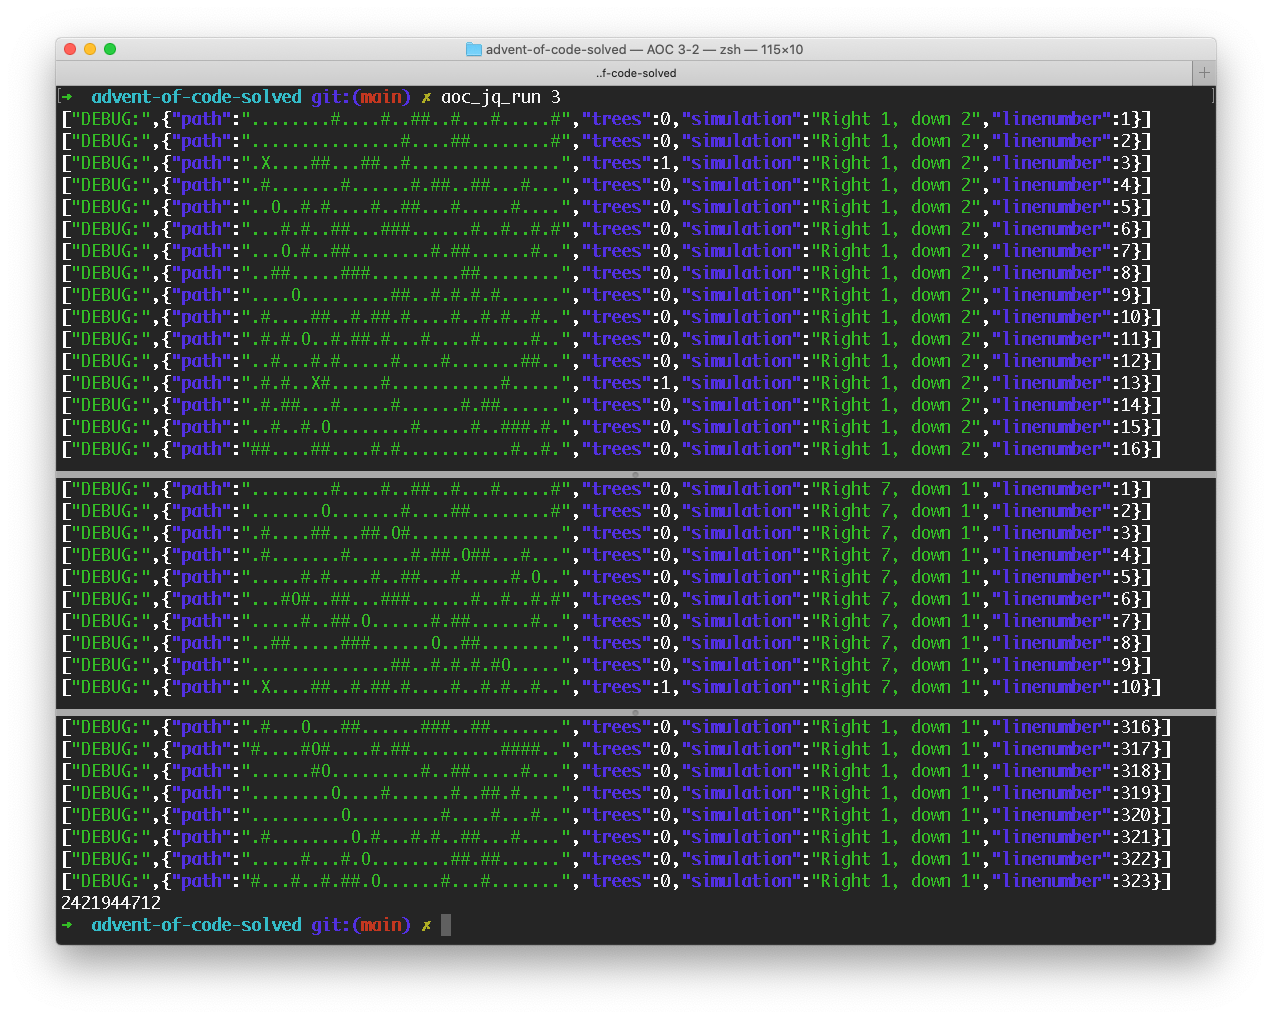 advent-of-code-solved — AOC 3-2 — zsh — 115×10
..f-code-solved
[➜  advent-of-code-solved git:(main) ✗ aoc_jq_run 3 ]
["DEBUG:",{"path":"........#....#..##..#...#.....#","trees":0,"simulation":"Right 1, down 2","linenumber":1}]
["DEBUG:",{"path":"...............#....##........#","trees":0,"simulation":"Right 1, down 2","linenumber":2}]
["DEBUG:",{"path":".X....##...##..#...............","trees":1,"simulation":"Right 1, down 2","linenumber":3}]
["DEBUG:",{"path":".#.......#......#.##..##...#...","trees":0,"simulation":"Right 1, down 2","linenumber":4}]
["DEBUG:",{"path":"..O..#.#....#..##...#.....#....","trees":0,"simulation":"Right 1, down 2","linenumber":5}]
["DEBUG:",{"path":"...#.#..##...###......#..#..#.#","trees":0,"simulation":"Right 1, down 2","linenumber":6}]
["DEBUG:",{"path":"...O.#..##........#.##......#..","trees":0,"simulation":"Right 1, down 2","linenumber":7}]
["DEBUG:",{"path":"..##.....###.........##........","trees":0,"simulation":"Right 1, down 2","linenumber":8}]
["DEBUG:",{"path":"....O.........##..#.#.#.#......","trees":0,"simulation":"Right 1, down 2","linenumber":9}]
["DEBUG:",{"path":".#....##..#.##.#....#..#.#..#..","trees":0,"simulation":"Right 1, down 2","linenumber":10}]
["DEBUG:",{"path":".#.#.O..#.##.#...#....#.....#..","trees":0,"simulation":"Right 1, down 2","linenumber":11}]
["DEBUG:",{"path":"..#...#.#.....#....#.......##..","trees":0,"simulation":"Right 1, down 2","linenumber":12}]
["DEBUG:",{"path":".#.#..X#.....#...........#.....","trees":1,"simulation":"Right 1, down 2","linenumber":13}]
["DEBUG:",{"path":".#.##...#.....#......#.##......","trees":0,"simulation":"Right 1, down 2","linenumber":14}]
["DEBUG:",{"path":"..#..#.O........#.....#..###.#.","trees":0,"simulation":"Right 1, down 2","linenumber":15}]
["DEBUG:",{"path":"##....##....#.#...........#..#.","trees":0,"simulation":"Right 1, down 2","linenumber":16}]
["DEBUG:",{"path":"........#....#..##..#...#.....#","trees":0,"simulation":"Right 7, down 1","linenumber":1}]
["DEBUG:",{"path":".......O.......#....##........#","trees":0,"simulation":"Right 7, down 1","linenumber":2}]
["DEBUG:",{"path":".#....##...##.O#...............","trees":0,"simulation":"Right 7, down 1","linenumber":3}]
["DEBUG:",{"path":".#.......#......#.##.O##...#...","trees":0,"simulation":"Right 7, down 1","linenumber":4}]
["DEBUG:",{"path":".....#.#....#..##...#.....#.O..","trees":0,"simulation":"Right 7, down 1","linenumber":5}]
["DEBUG:",{"path":"...#O#..##...###......#..#..#.#","trees":0,"simulation":"Right 7, down 1","linenumber":6}]
["DEBUG:",{"path":".....#..##.O......#.##......#..","trees":0,"simulation":"Right 7, down 1","linenumber":7}]
["DEBUG:",{"path":"..##.....###......O..##........","trees":0,"simulation":"Right 7, down 1","linenumber":8}]
["DEBUG:",{"path":"..............##..#.#.#.#O.....","trees":0,"simulation":"Right 7, down 1","linenumber":9}]
["DEBUG:",{"path":".X....##..#.##.#....#..#.#..#..","trees":1,"simulation":"Right 7, down 1","linenumber":10}]
["DEBUG:",{"path":".#...O...##......###..##.......","trees":0,"simulation":"Right 1, down 1","linenumber":316}]
["DEBUG:",{"path":"#....#O#....#.##.........####..","trees":0,"simulation":"Right 1, down 1","linenumber":317}]
["DEBUG:",{"path":"......#O.........#..##.....#...","trees":0,"simulation":"Right 1, down 1","linenumber":318}]
["DEBUG:",{"path":"........O....#......#..##.#....","trees":0,"simulation":"Right 1, down 1","linenumber":319}]
["DEBUG:",{"path":".........O.........#....#...#..","trees":0,"simulation":"Right 1, down 1","linenumber":320}]
["DEBUG:",{"path":".#........O.#...#.#..##...#....","trees":0,"simulation":"Right 1, down 1","linenumber":321}]
["DEBUG:",{"path":".....#...#.O........##.##......","trees":0,"simulation":"Right 1, down 1","linenumber":322}]
["DEBUG:",{"path":"#...#..#.##.O......#...#.......","trees":0,"simulation":"Right 1, down 1","linenumber":323}]
2421944712
➜  advent-of-code-solved git:(main) ✗